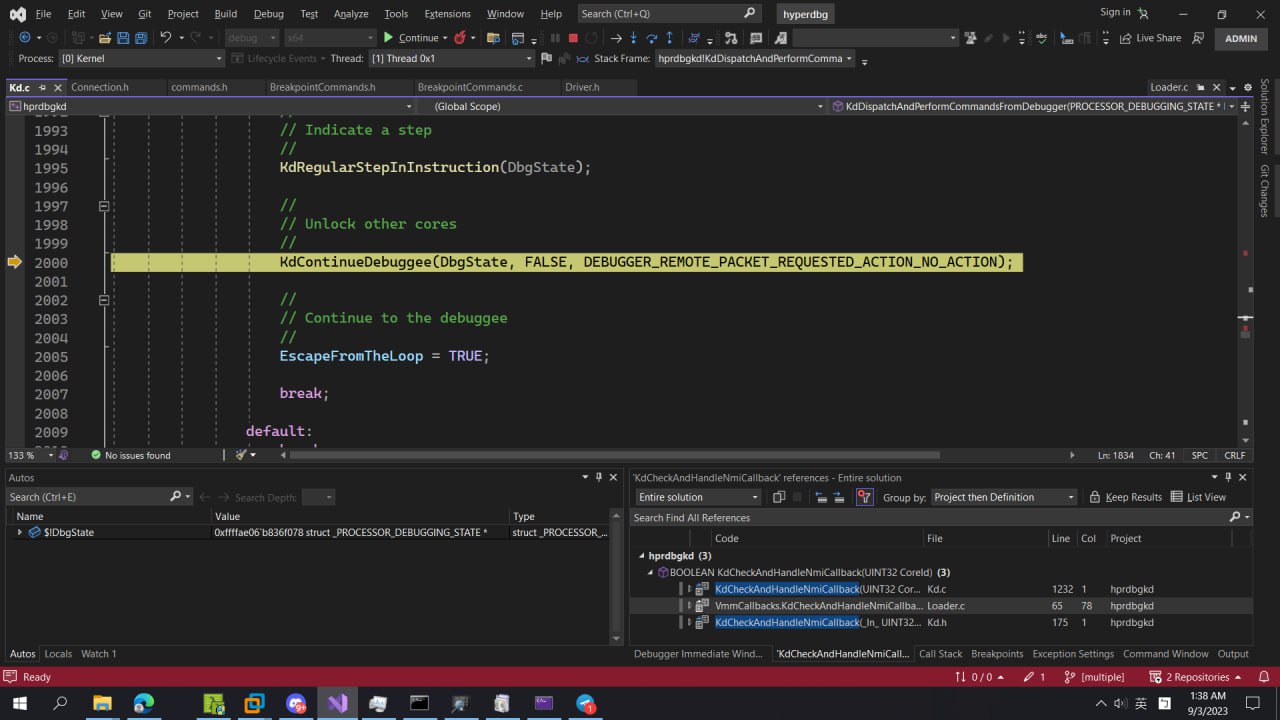 File Edit View Git Project Build Debug Test Analyze Tools Extensions Window Help Search (Ctrl+Q) hyperdbg Sign in
debug x64 Continue Live Share ADMIN
Process: [0] Kernel Lifecycle Events Thread: [1] Thread 0x1 Stack Frame: hprdbgkd!KdDispatchAndPerformComma
Kd.c Connection.h commands.h BreakpointCommands.h BreakpointCommands.c Driver.h Loader.c
hprdbgkd (Global Scope) KdDispatchAndPerformCommandsFromDebugger(PROCESSOR_DEBUGGING_STATE *
Solution Explorer
Git Changes
1993 // Indicate a step
1994 //
1995 KdRegularStepInInstruction(DbgState);
1996
1997 //
1998 // Unlock other cores
1999 //
2000 KdContinueDebuggee(DbgState, FALSE, DEBUGGER_REMOTE_PACKET_REQUESTED_ACTION_NO_ACTION);
2001
2002 //
2003 // Continue to the debuggee
2004 //
2005 EscapeFromTheLoop = TRUE;
2006
2007 break;
2008
2009 default:
133 % No issues found Ln: 1834 Ch: 41 SPC CRLF
Autos
Search (Ctrl+E) Search Depth:
Name Value Type
$!DbgState 0xffffae06`b836f078 struct _PROCESSOR_DEBUGGING_STATE * struct _PROCESSOR_...
Autos Locals Watch 1
'KdCheckAndHandleNmiCallback' references - Entire solution
Entire solution Group by: Project then Definition Keep Results List View
Search Find All References
Code File Line Col Project
hprdbgkd (3)
BOOLEAN KdCheckAndHandleNmiCallback(UINT32 CoreId) (3)
KdCheckAndHandleNmiCallback(UINT32 Cor... Kd.c 1232 1 hprdbgkd
VmmCallbacks.KdCheckAndHandleNmiCallba... Loader.c 65 78 hprdbgkd
KdCheckAndHandleNmiCallback(_In_ UINT32... Kd.h 175 1 hprdbgkd
Debugger Immediate Wind... 'KdCheckAndHandleNmiCall... Call Stack Breakpoints Exception Settings Command Window Output
Ready 0 / 0 1 [multiple] 2 Repositories
9+ 1 英 1:38 AM
9/3/2023